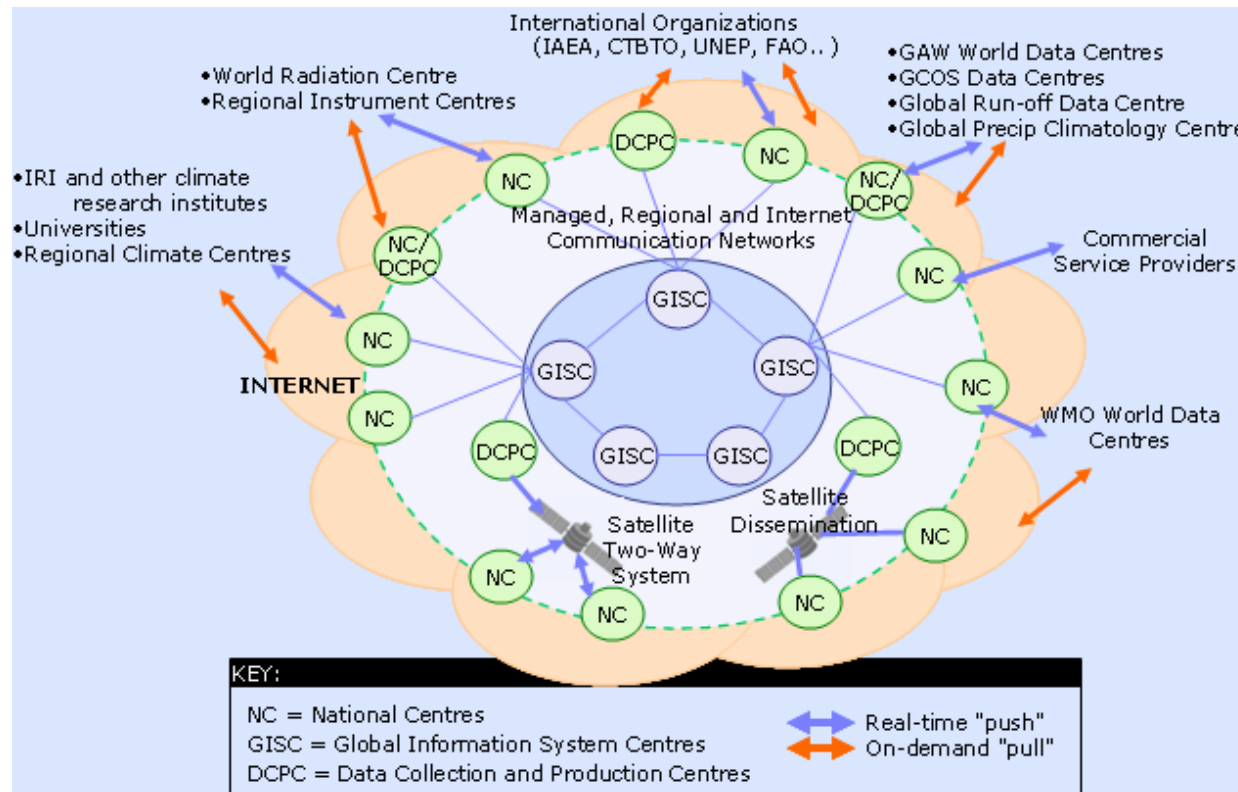 International Organizations
(IAEA, CTBTO, UNEP, FAO.. )
•World Radiation Centre
•Regional Instrument Centres
•GAW World Data Centres
•GCOS Data Centres
•Global Run-off Data Centre
•Global Precip Climatology Centre
•IRI and other climate
research institutes
•Universities
•Regional Climate Centres
DCPC
NC
NC
NC/
DCPC
Managed, Regional and Internet
Communication Networks
NC/
DCPC
NC
Commercial
Service Providers
GISC
NC
GISC
GISC
INTERNET
NC
NC
WMO World Data
Centres
DCPC
GISC
GISC
DCPC
Satellite
Dissemination
Satellite
Two-Way
System
NC
NC
NC
NC
KEY:
NC = National Centres
GISC = Global Information System Centres
DCPC = Data Collection and Production Centres
Real-time "push"
On-demand "pull"